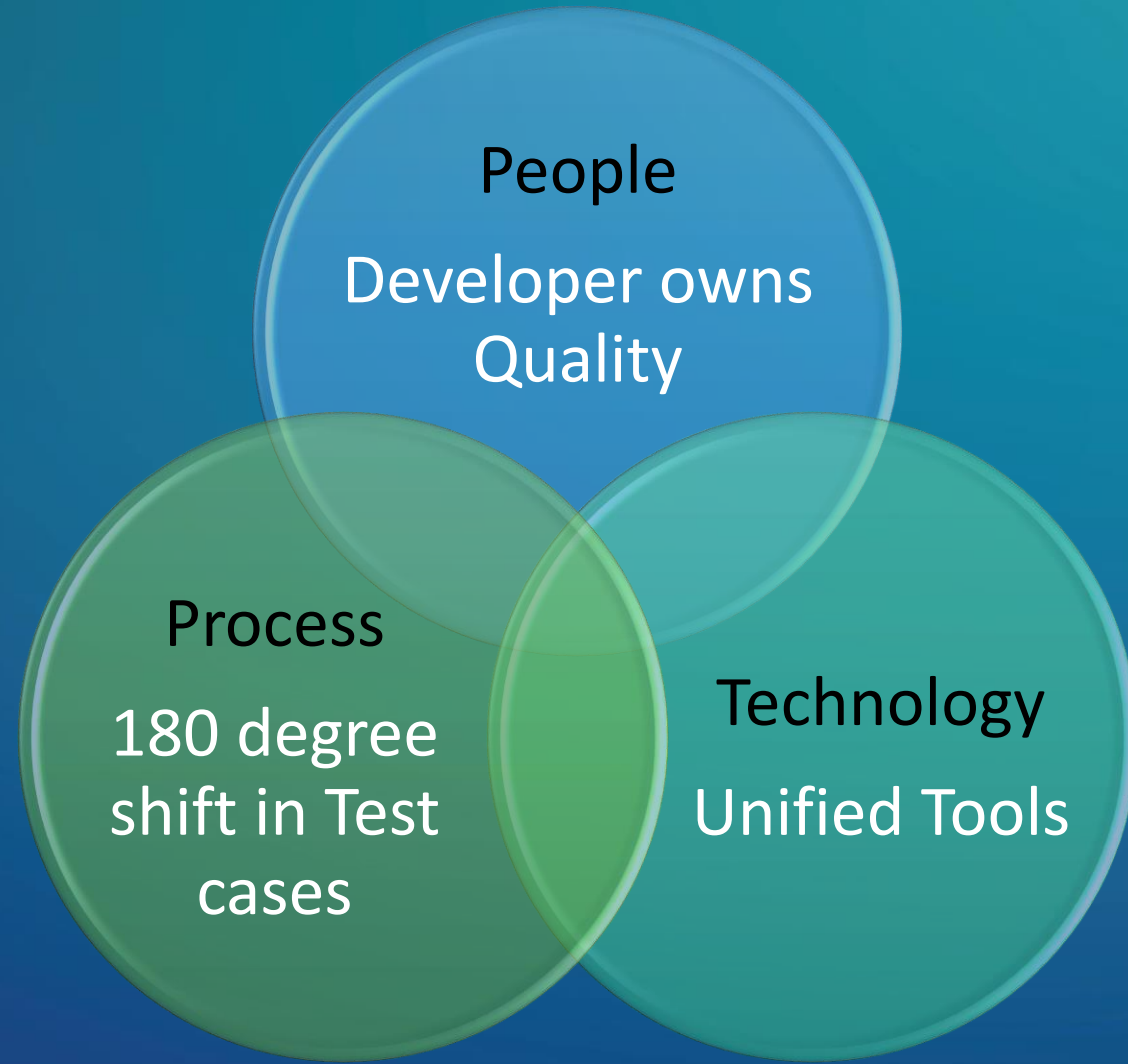 People
Developer owns
Quality
Process
180 degree
shift in Test
cases
Technology
Unified Tools